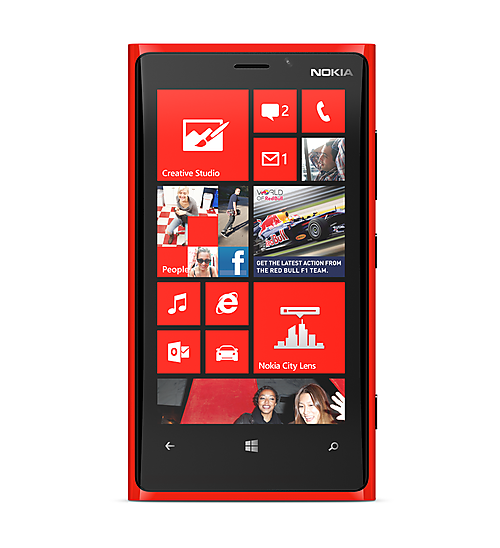 NOKIA
2
Creative Studio
1
WORLD
OF Red Bull
People
GET THE LATEST ACTION FROM
THE RED BULL F1 TEAM.
Nokia City Lens